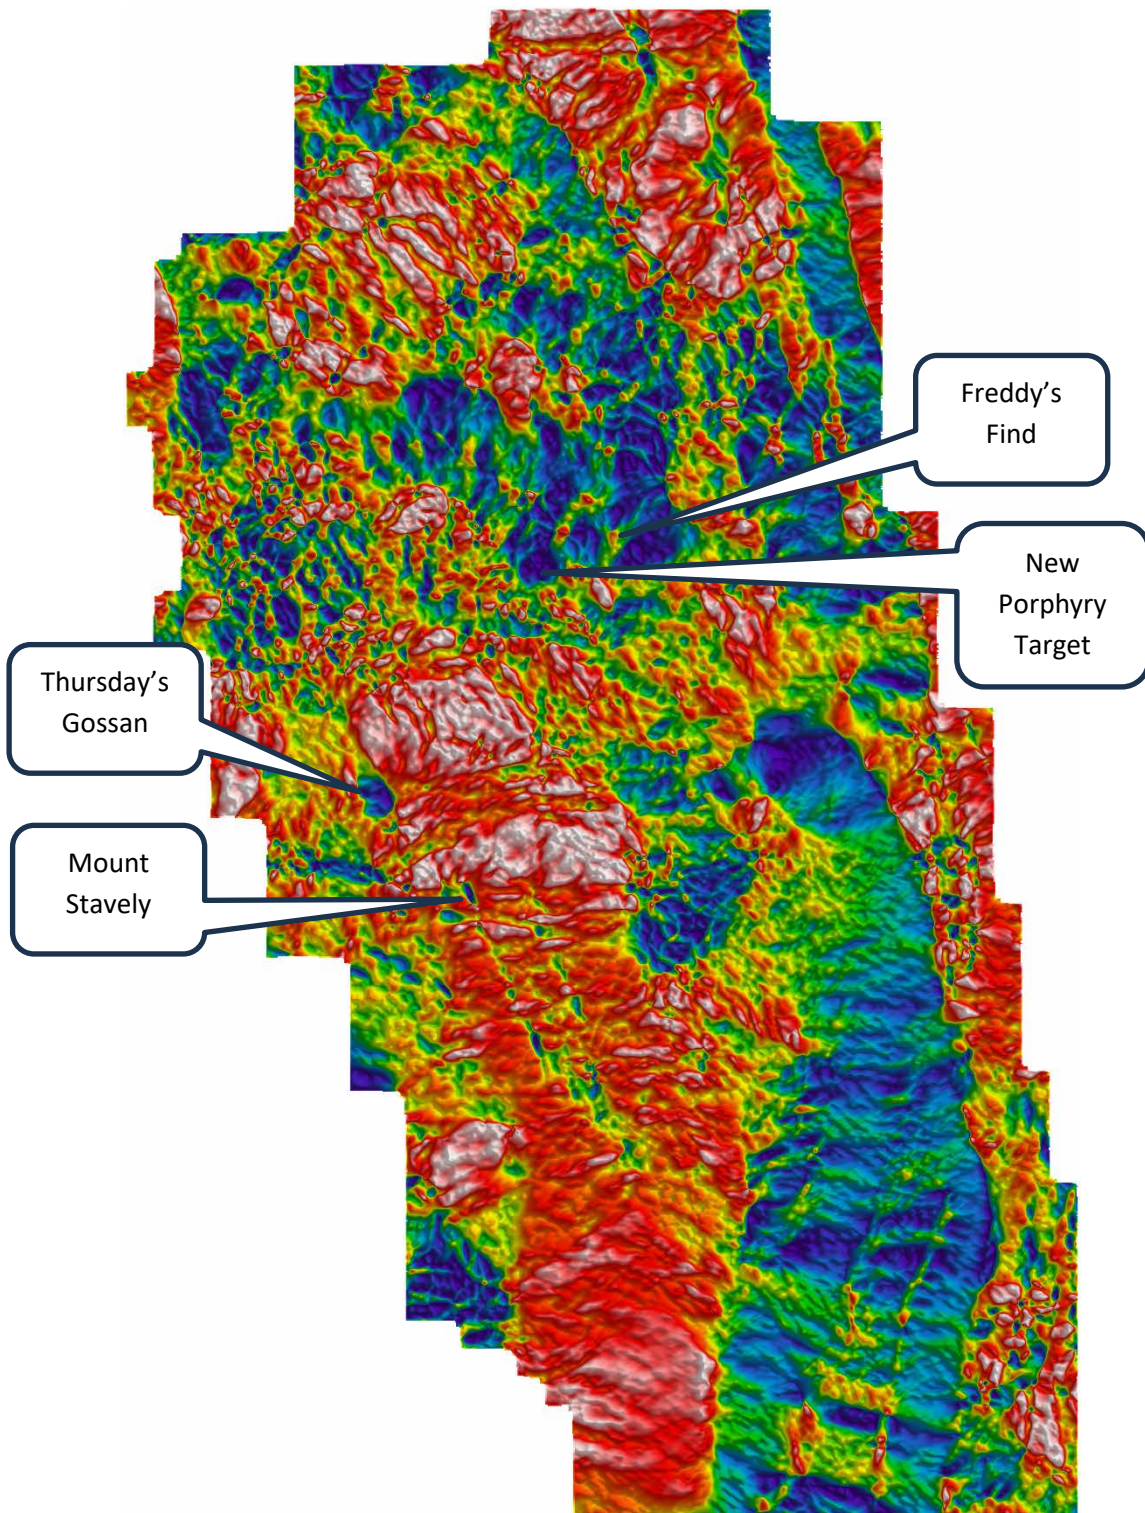 Freddy’s
Find
New
Porphyry
Target
Thursday’s
Gossan
Mount
Stavely